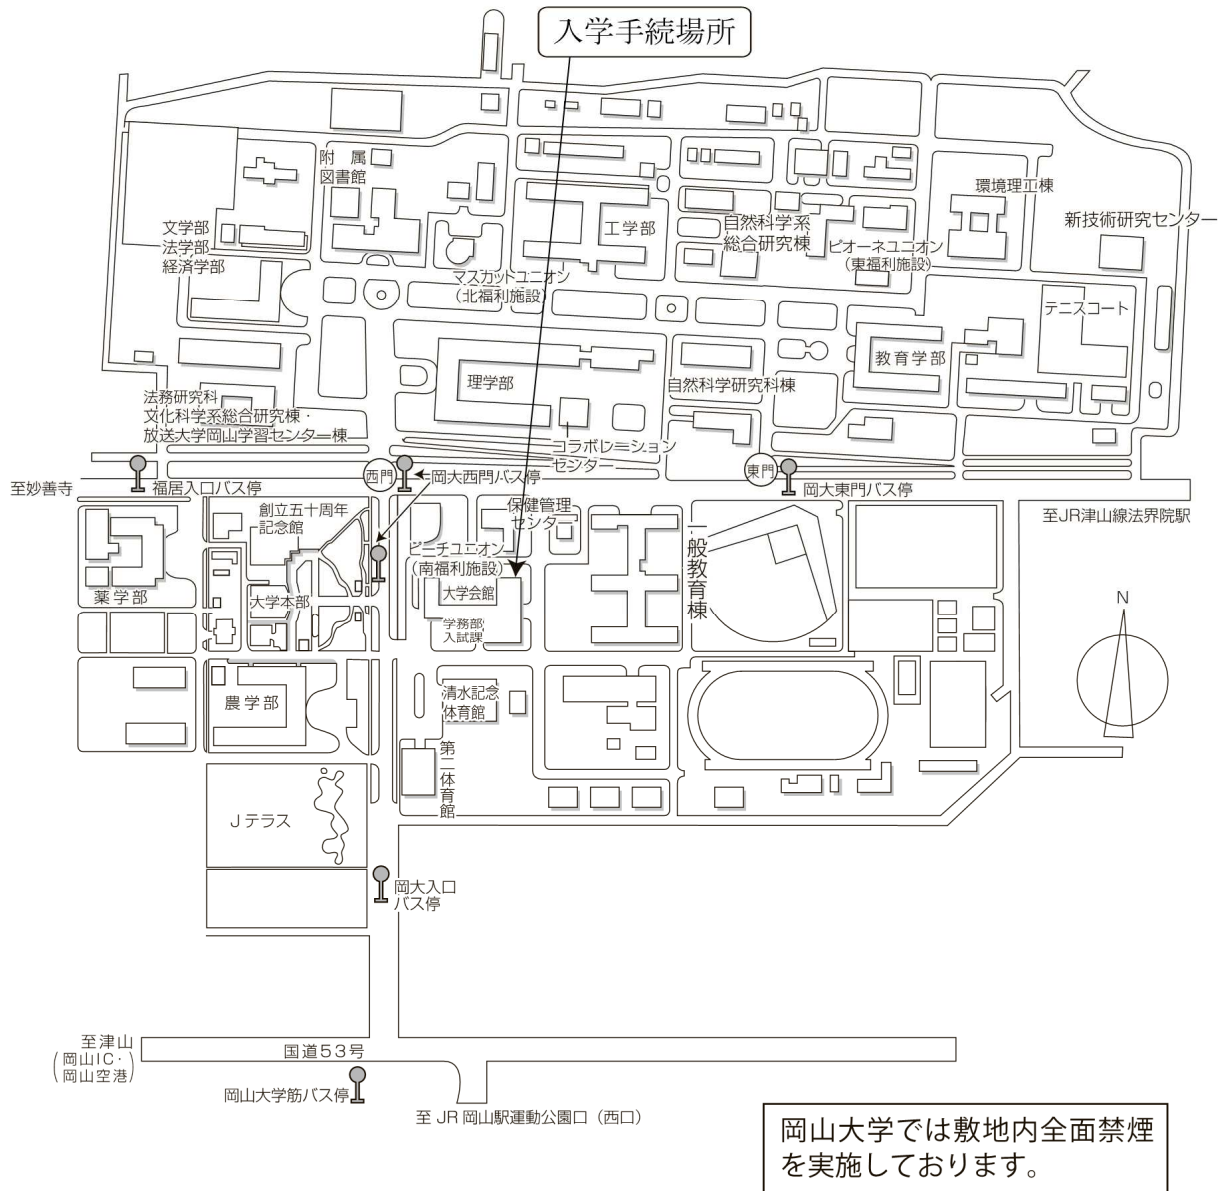 入学手続場所
附属
図書館
環境理工棟
新技術研究センター
文学部
法学部
経済学部
工学部
自然科学系
総合研究棟
ピオーネユニオン
（東福利施設）
マスカットユニオン
（北福利施設）
テニスコート
教育学部
理学部
自然科学研究科棟
法務研究科
文化科学系総合研究棟・
放送大学岡山学習センター棟
コラボレーション
センター
西門
岡大西門バス停
東門
岡大東門バス停
至妙善寺
福居入口バス停
至JR津山線法界院駅
創立五十周年
記念館
保健管理
センター
ピーチユニオン
（南福利施設）
一般教育棟
薬学部
大学本部
大学会館
学務部
入試課
N
農学部
清水記念
体育館
第二体育館
Jテラス
岡大入口
バス停
至津山
(岡山IC・
岡山空港)
国道53号
岡山大学筋バス停
至 JR 岡山駅運動公園口（西口）
岡山大学では敷地内全面禁煙
を実施しております。